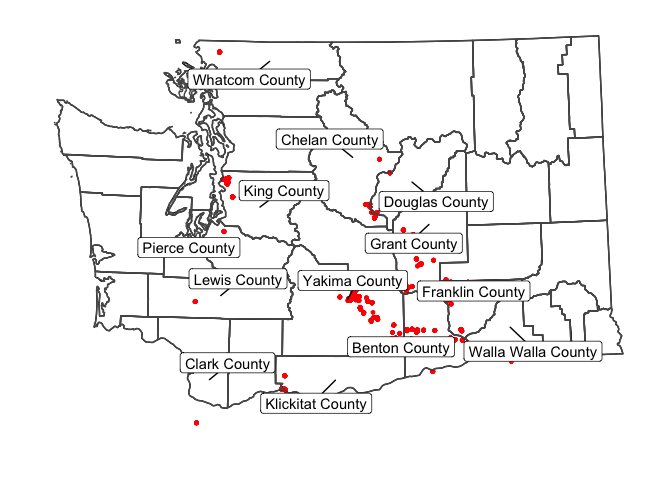 Whatcom County
Chelan County
King County
Douglas County
Pierce County
Grant County
Lewis County
Yakima County
Franklin County
Benton County
Walla Walla County
Clark County
Klickitat County